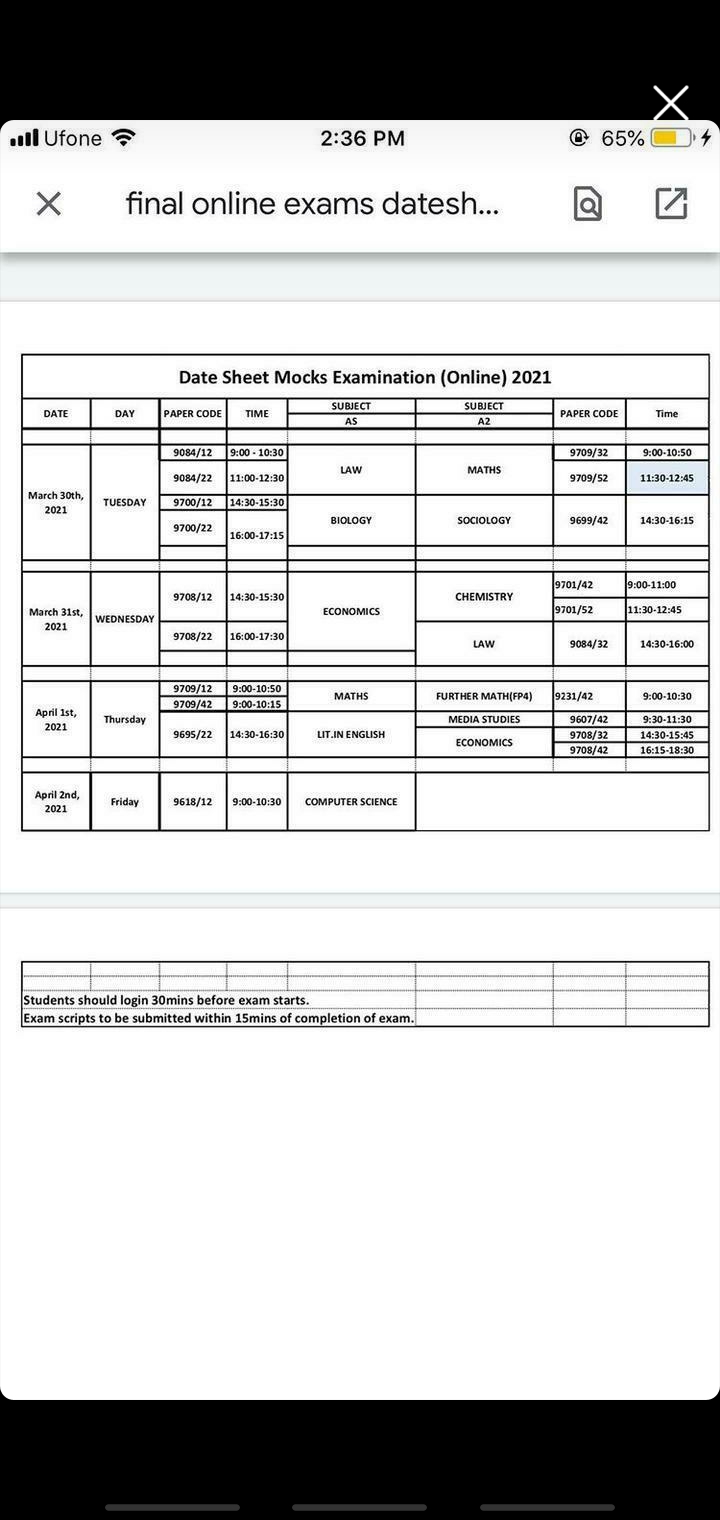 Ufone 2:36 PM 65%
final online exams datesh...
Date Sheet Mocks Examination (Online) 2021
DATE DAY PAPER CODE TIME SUBJECT SUBJECT PAPER CODE Time
AS A2
March 30th, 2021 TUESDAY
9084/12 9:00 - 10:30 LAW MATHS 9709/32 9:00-10:50
9084/22 11:00-12:30 9709/52 11:30-12:45
9700/12 14:30-15:30 BIOLOGY SOCIOLOGY 9699/42 14:30-16:15
9700/22 16:00-17:15
March 31st, 2021 WEDNESDAY
9708/12 14:30-15:30 ECONOMICS CHEMISTRY 9701/42 9:00-11:00
9701/52 11:30-12:45
9708/22 16:00-17:30 LAW 9084/32 14:30-16:00
April 1st, 2021 Thursday
9709/12 9:00-10:50 MATHS FURTHER MATH(FP4) 9231/42 9:00-10:30
9709/42 9:00-10:15
9695/22 14:30-16:30 LIT.IN ENGLISH MEDIA STUDIES 9607/42 9:30-11:30
ECONOMICS 9708/32 14:30-15:45
9708/42 16:15-18:30
April 2nd, 2021 Friday 9618/12 9:00-10:30 COMPUTER SCIENCE
Students should login 30mins before exam starts.
Exam scripts to be submitted within 15mins of completion of exam.